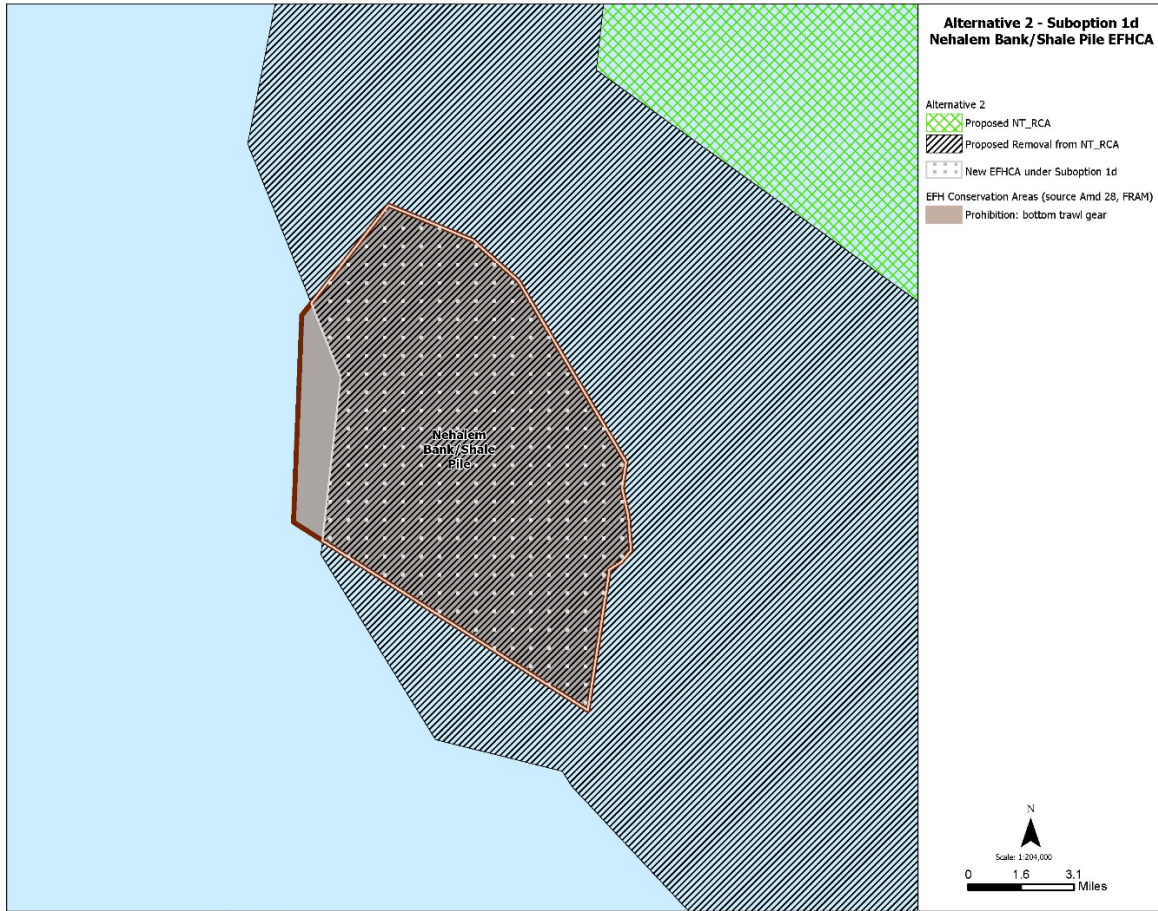 Alternative 2 - Suboption 1d
Nehalem Bank/Shale Pile EFHCA
Alternative 2
Proposed NT_RCA
Proposed Removal from NT_RCA
New EFHCA under Suboption 1d
EFH Conservation Areas (source Amd 28, FRAM)
Prohibition: bottom trawl gear
Nehalem
Bank/Shale
Pile
N
Scale: 1:204,000
0 1.6 3.1
Miles